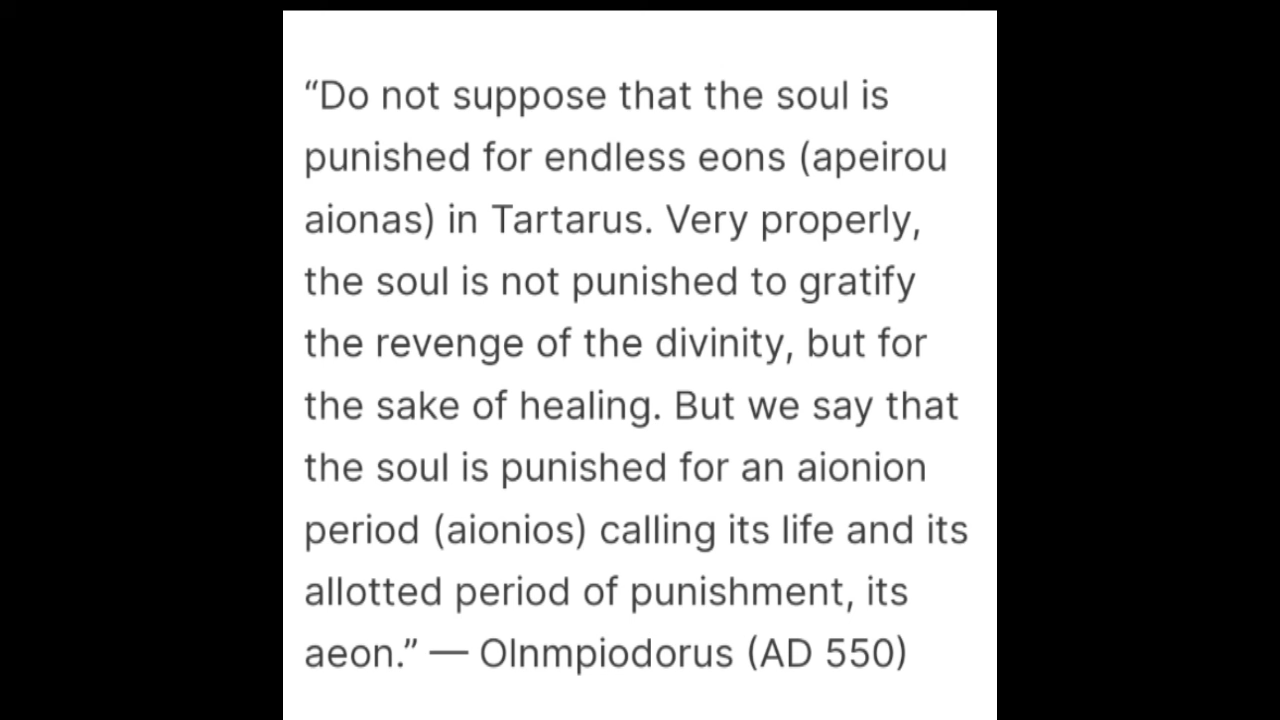 “Do not suppose that the soul is
punished for endless eons (apeirou
aionas) in Tartarus. Very properly,
the soul is not punished to gratify
the revenge of the divinity, but for
the sake of healing. But we say that
the soul is punished for an aionion
period (aionios) calling its life and its
allotted period of punishment, its
aeon.” — Olnmpiodorus (AD 550)